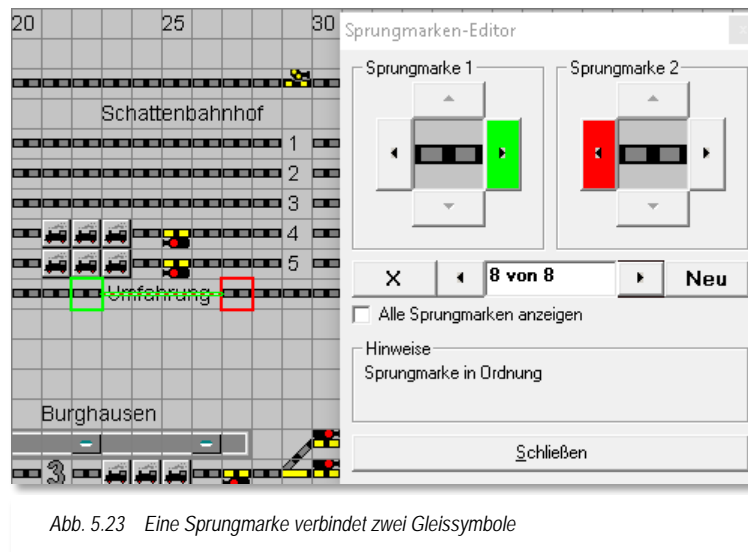 20 25 30
Schattenbahnhof
1
2
3
4
5
Umfahrung
Burghausen
3
Sprungmarken-Editor
Sprungmarke 1 Sprungmarke 2
X 8 von 8 Neu
Alle Sprungmarken anzeigen
Hinweise
Sprungmarke in Ordnung
Schließen
Abb. 5.23 Eine Sprungmarke verbindet zwei Gleissymbole